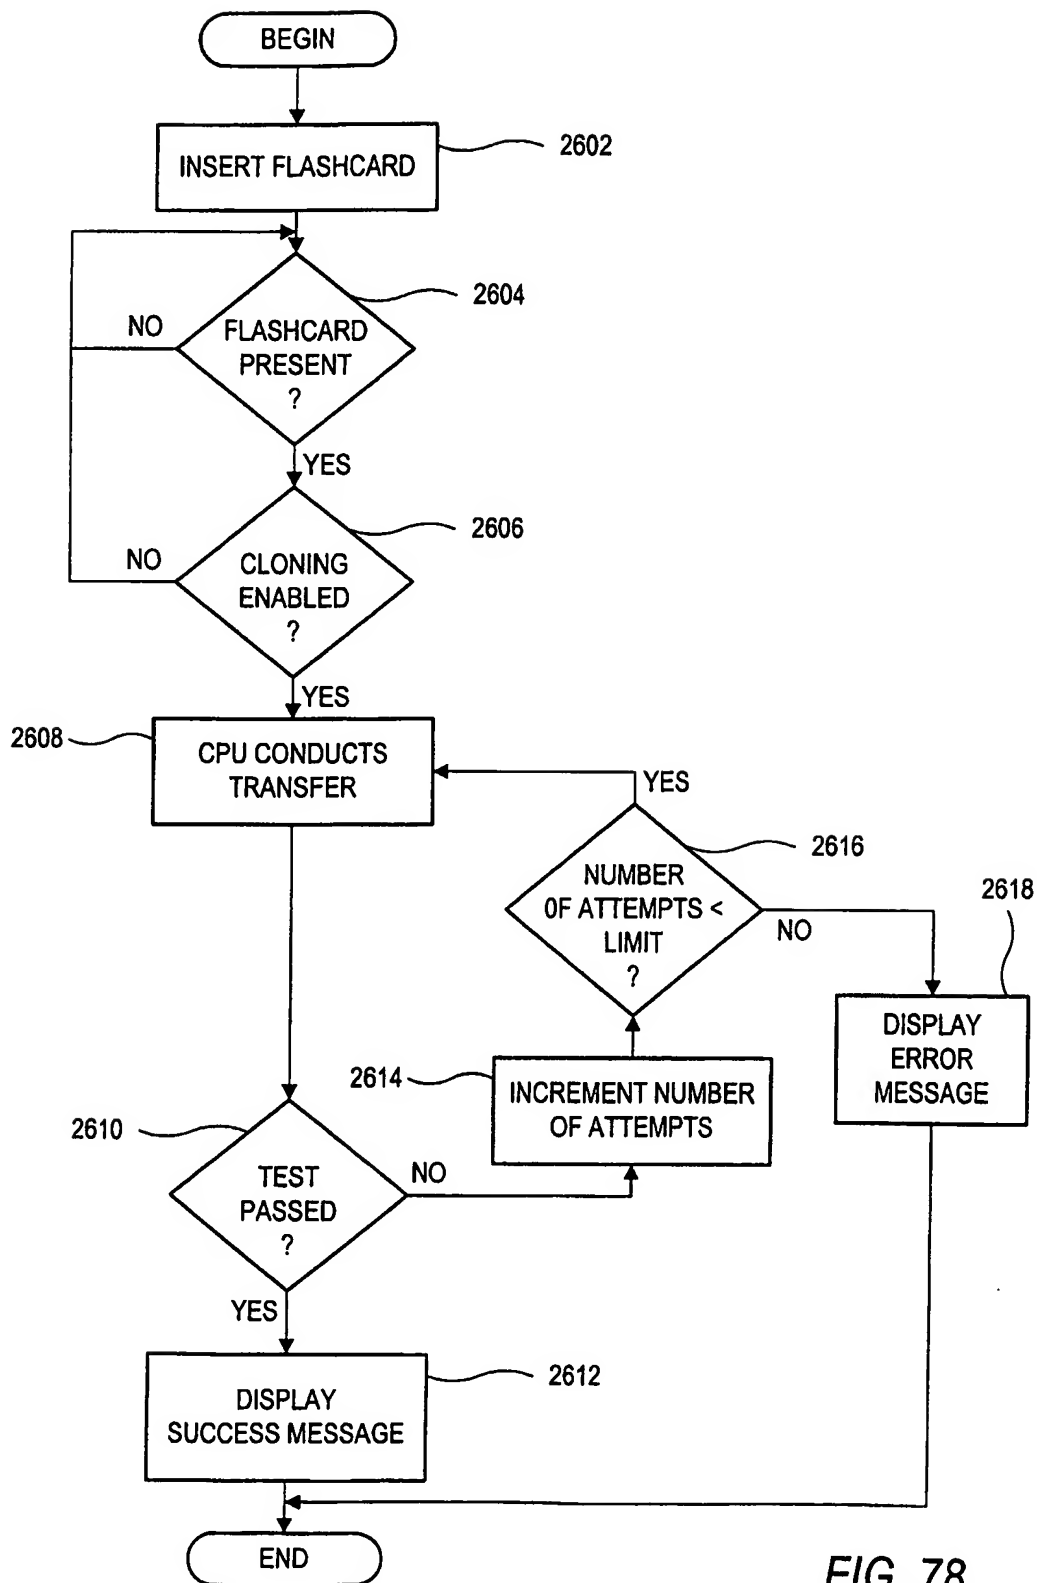 BEGIN
INSERT FLASHCARD
2602
FLASHCARD
PRESENT
?
2604
NO
YES
CLONING
ENABLED
?
2606
NO
YES
2608
CPU CONDUCTS
TRANSFER
YES
NUMBER
OF ATTEMPTS <
LIMIT
?
2616
NO
2618
DISPLAY
ERROR
MESSAGE
2614
INCREMENT NUMBER
OF ATTEMPTS
2610
TEST
PASSED
?
NO
YES
DISPLAY
SUCCESS MESSAGE
2612
END
FIG. 78